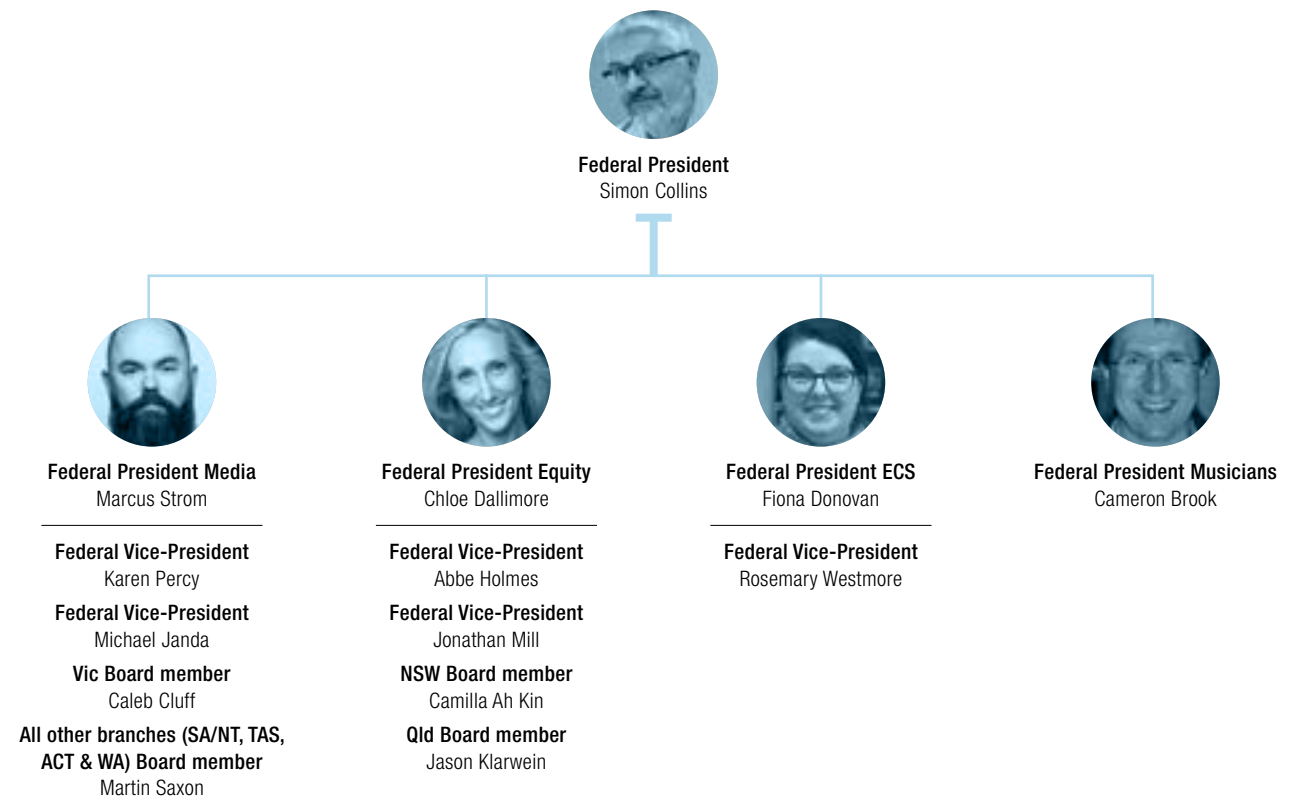 Federal President
Simon Collins
Federal President Media
Marcus Strom
Federal Vice-President
Karen Percy
Federal Vice-President
Michael Janda
Vic Board member
Caleb Cluff
All other branches (SA/NT, TAS,
ACT & WA) Board member
Martin Saxon
Federal President Equity
Chloe Dallimore
Federal Vice-President
Abbe Holmes
Federal Vice-President
Jonathan Mill
NSW Board member
Camilla Ah Kin
Qld Board member
Jason Klarwein
Federal President ECS
Fiona Donovan
Federal Vice-President
Rosemary Westmore
Federal President Musicians
Cameron Brook